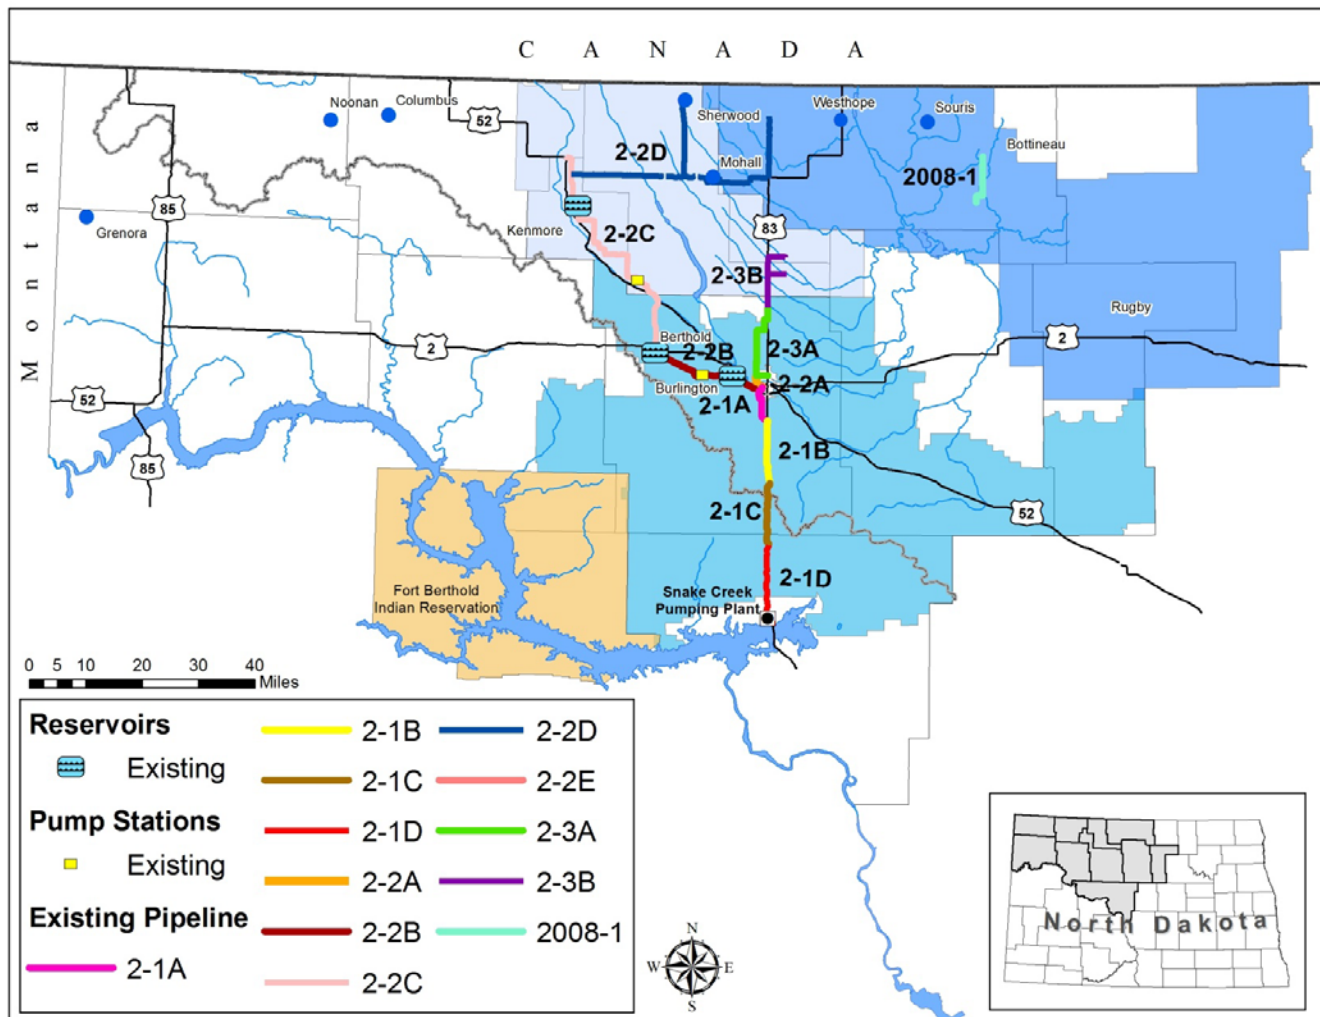 C A N A D A
Noonan
Columbus
52
Sherwood
Westhope
Souris
Bottineau
2-2D
Mohall
2008-1
Montana
85
Grenora
Kenmore
2-2C
83
2-3B
Rugby
2
Berthold
2-2B
2-3A
2
2-2A
Burlington
2-1A
52
85
2-1B
2-1C
52
2-1D
Fort Berthold
Indian Reservation
Snake Creek
Pumping Plant
0 5 10 20 30 40
Miles
Reservoirs
Existing
Pump Stations
Existing
Existing Pipeline
2-1A
2-1B
2-1C
2-1D
2-2A
2-2B
2-2C
2-2D
2-2E
2-3A
2-3B
2008-1
N
W E
S
North Dakota